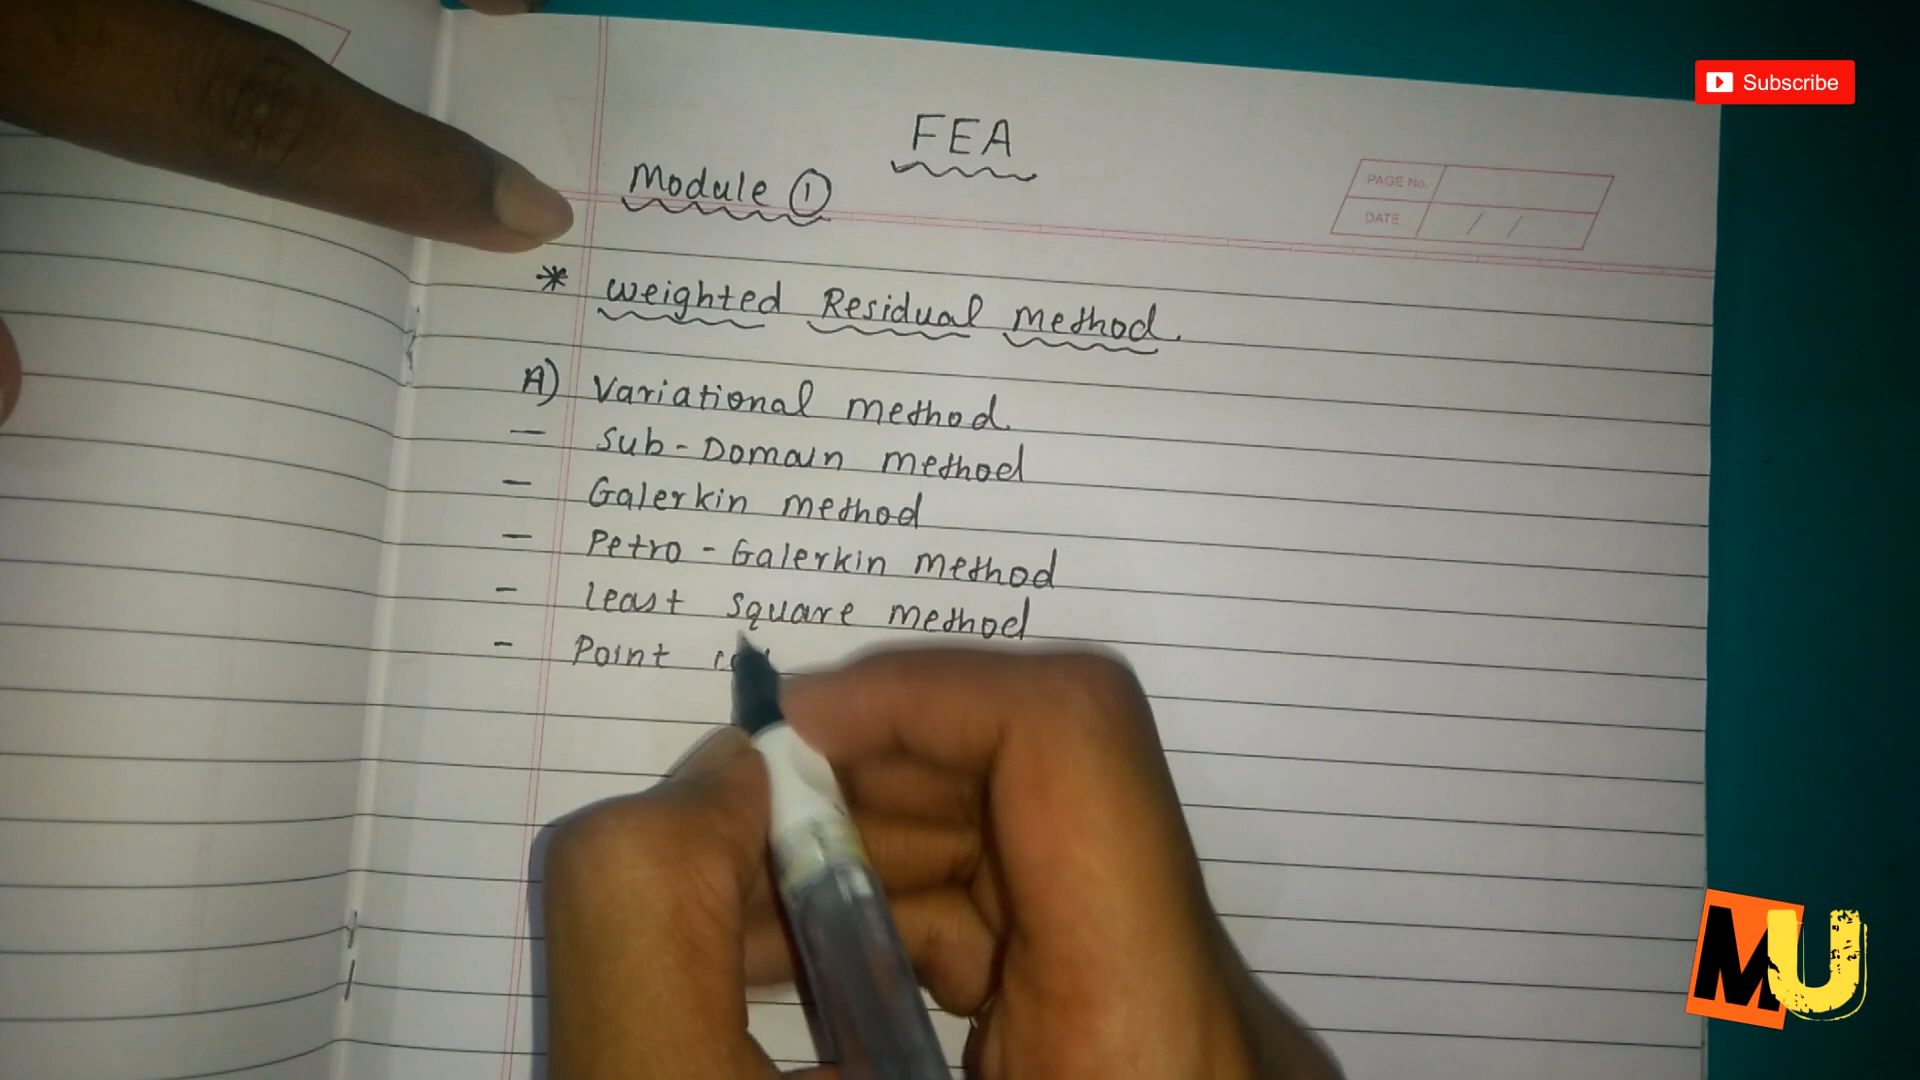 Subscribe
FEA
Module ①
PAGE No.
DATE / /
* Weighted Residual Method.
A) Variational method.
- Sub-Domain method
- Galerkin method
- Petro-Galerkin method
- least square method
- Point
MU